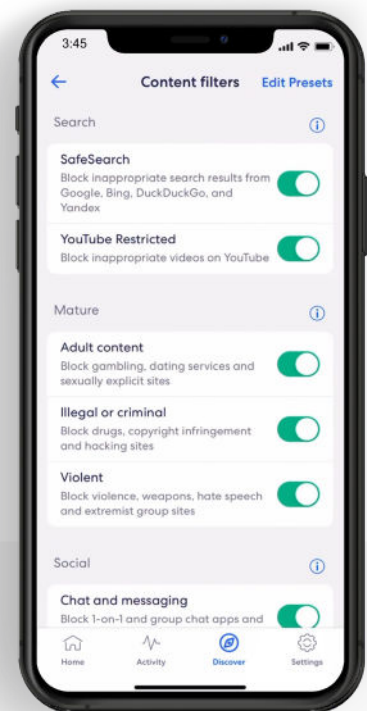 3:45
Content filters
Edit Presets
Search
SafeSearch
Block inappropriate search results from
Google, Bing, DuckDuckGo, and
Yandex
YouTube Restricted
Block inappropriate videos on YouTube
Mature
Adult content
Block gambling, dating services and
sexually explicit sites
Illegal or criminal
Block drugs, copyright infringement
and hacking sites
Violent
Block violence, weapons, hate speech
and extremist group sites
Social
Chat and messaging
Block 1-on-1 and group chat apps and
Home
Activity
Discover
Settings